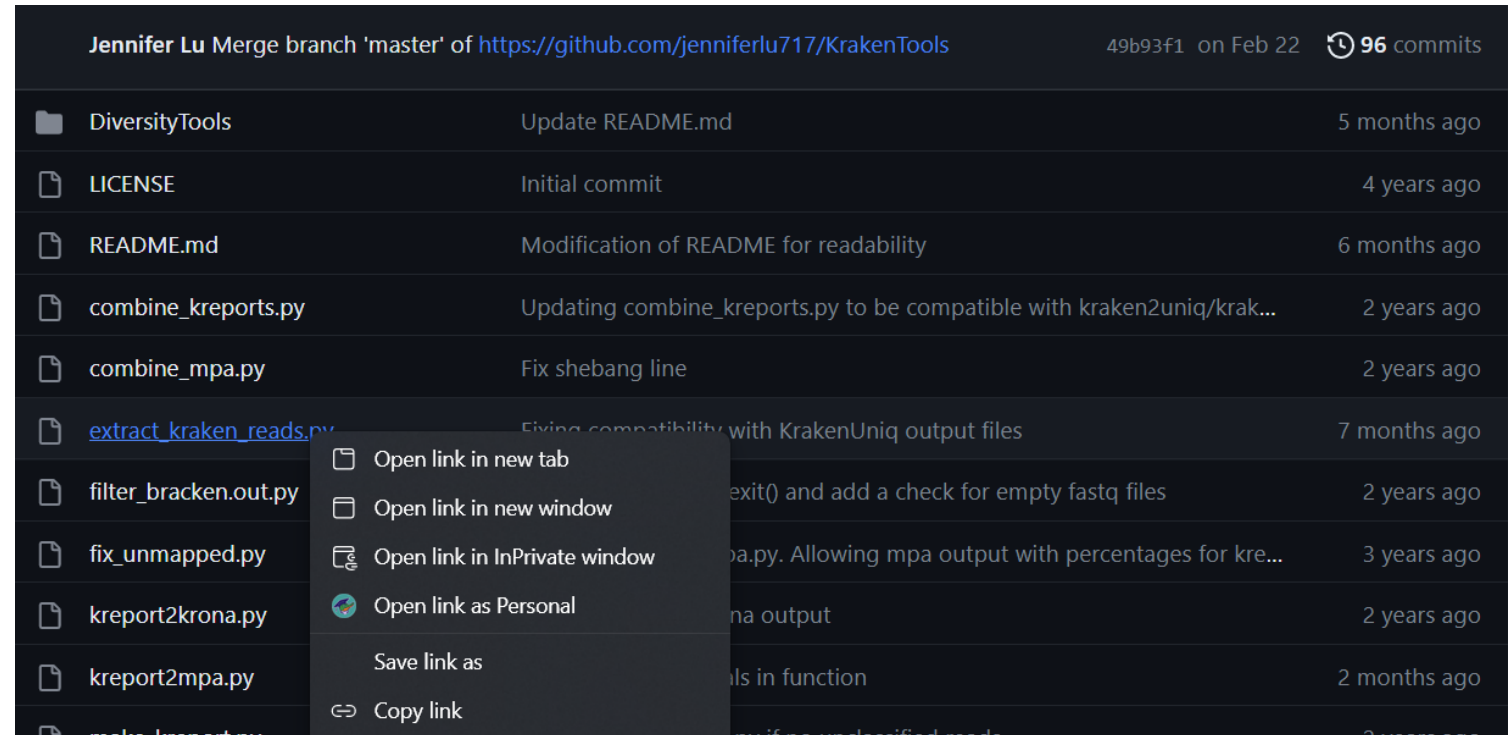 Jennifer Lu Merge branch 'master' of https://github.com/jenniferlu717/KrakenTools 49b93f1 on Feb 22 96 commits
DiversityTools Update README.md 5 months ago
LICENSE Initial commit 4 years ago
README.md Modification of README for readability 6 months ago
combine_kreports.py Updating combine_kreports.py to be compatible with kraken2uniq/krak... 2 years ago
combine_mpa.py Fix shebang line 2 years ago
extract_kraken_reads.py Fixing compatibility with KrakenUniq output files 7 months ago
Open link in new tab
filter_bracken.out.py exit() and add a check for empty fastq files 2 years ago
Open link in new window
fix_unmapped.py pa.py. Allowing mpa output with percentages for kre... 3 years ago
Open link in InPrivate window
Open link as Personal
kreport2krona.py na output 2 years ago
Save link as
kreport2mpa.py als in function 2 months ago
Copy link